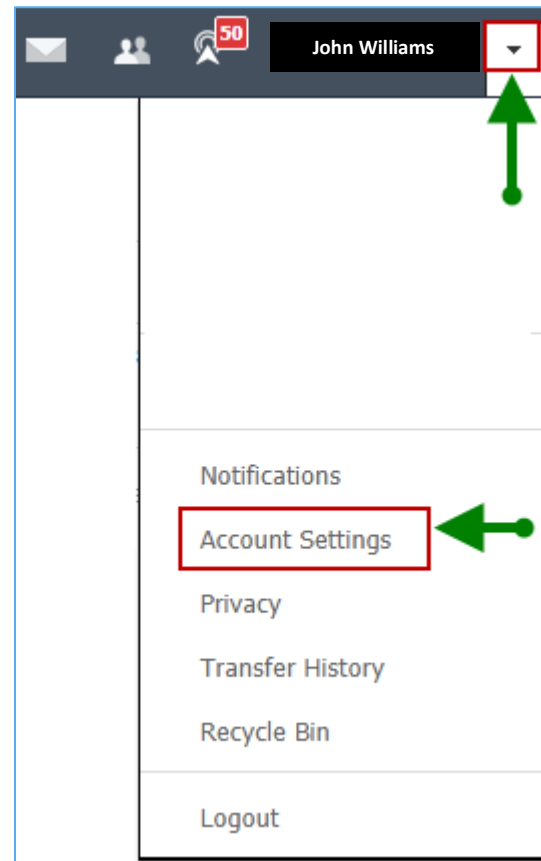 50
John Williams
Notifications
Account Settings
Privacy
Transfer History
Recycle Bin
Logout